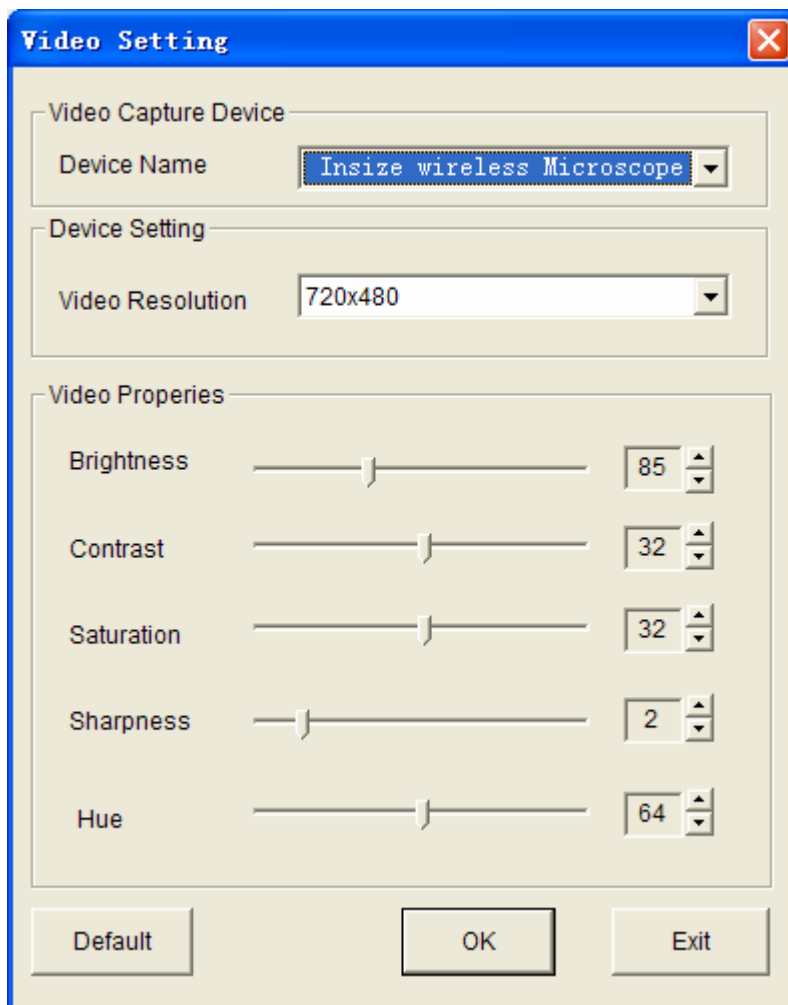 Video Setting
Video Capture Device
Device Name Insize wireless Microscope
Device Setting
Video Resolution 720x480
Video Properies
Brightness 85
Contrast 32
Saturation 32
Sharpness 2
Hue 64
Default OK Exit